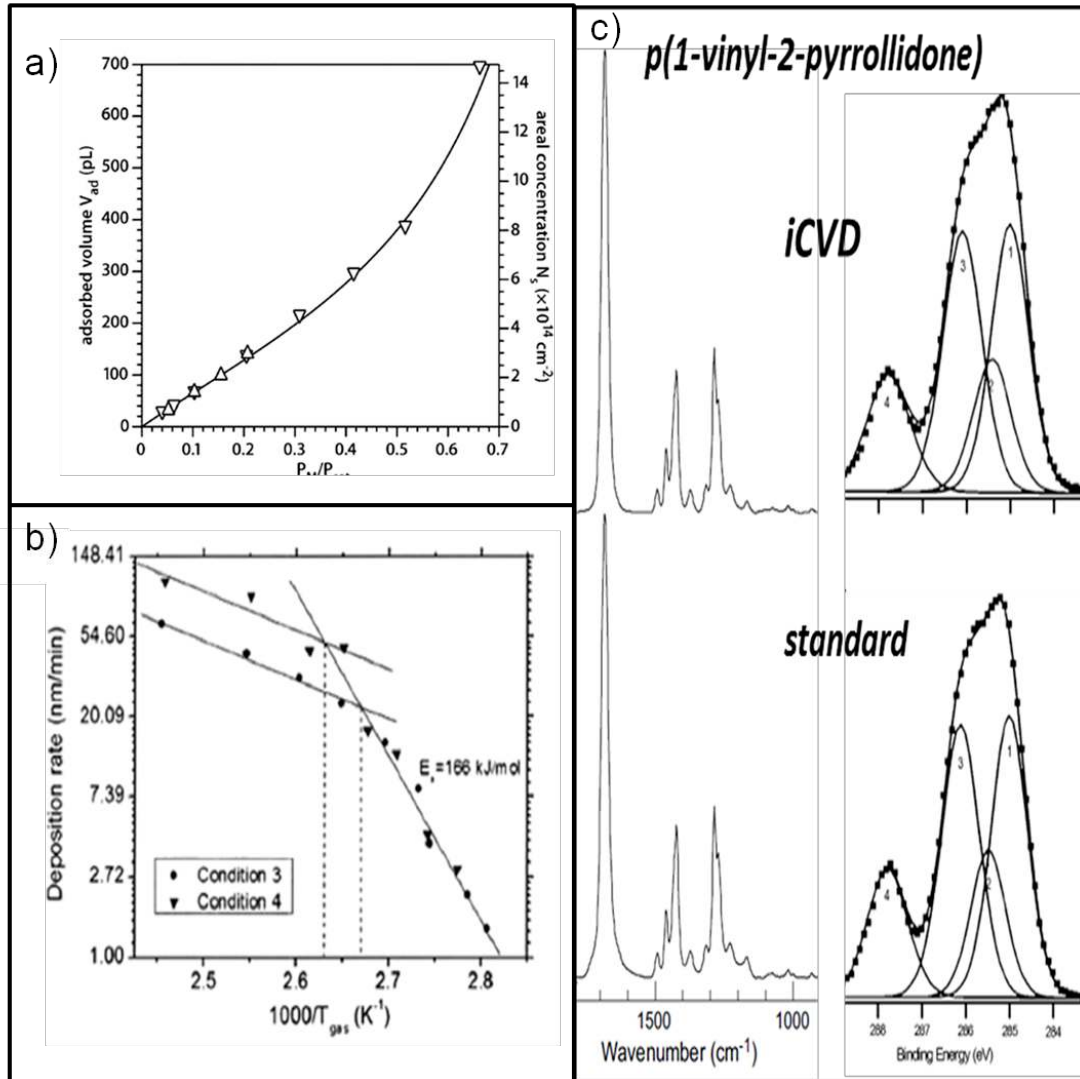 a)
700
600
500
400
300
200
100
0
adsorbed volume V_ad (pL)
14
12
10
8
6
4
2
0
areal concentration N_s (×10^14 cm^-2)
0 0.1 0.2 0.3 0.4 0.5 0.6 0.7
b)
148.41
54.60
20.09
7.39
2.72
1.00
Deposition rate (nm/min)
E =166 kJ/mol
Condition 3
Condition 4
2.5 2.6 2.7 2.8
1000/T_gas (K^-1)
c)
p(1-vinyl-2-pyrrollidone)
iCVD
3 1
2
4
standard
3 1
2
4
1500 1000
Wavenumber (cm^-1)
288 287 286 285 284
Binding Energy (eV)